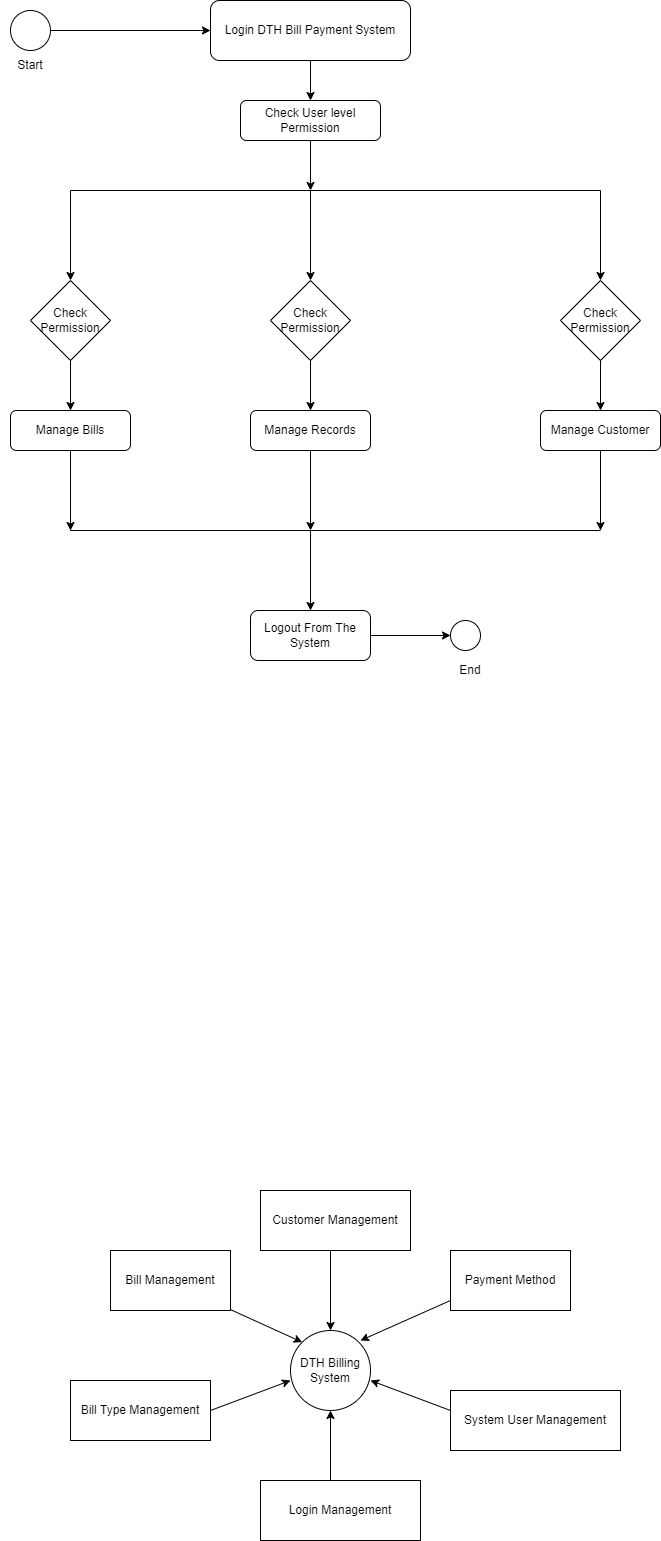 Login DTH Bill Payment System
Start
Check User level
Permission
Check
Permission
Check
Permission
Check
Permission
Manage Bills
Manage Records
Manage Customer
Logout From The
System
End
Customer Management
Bill Management
Payment Method
DTH Billing
System
Bill Type Management
System User Management
Login Management